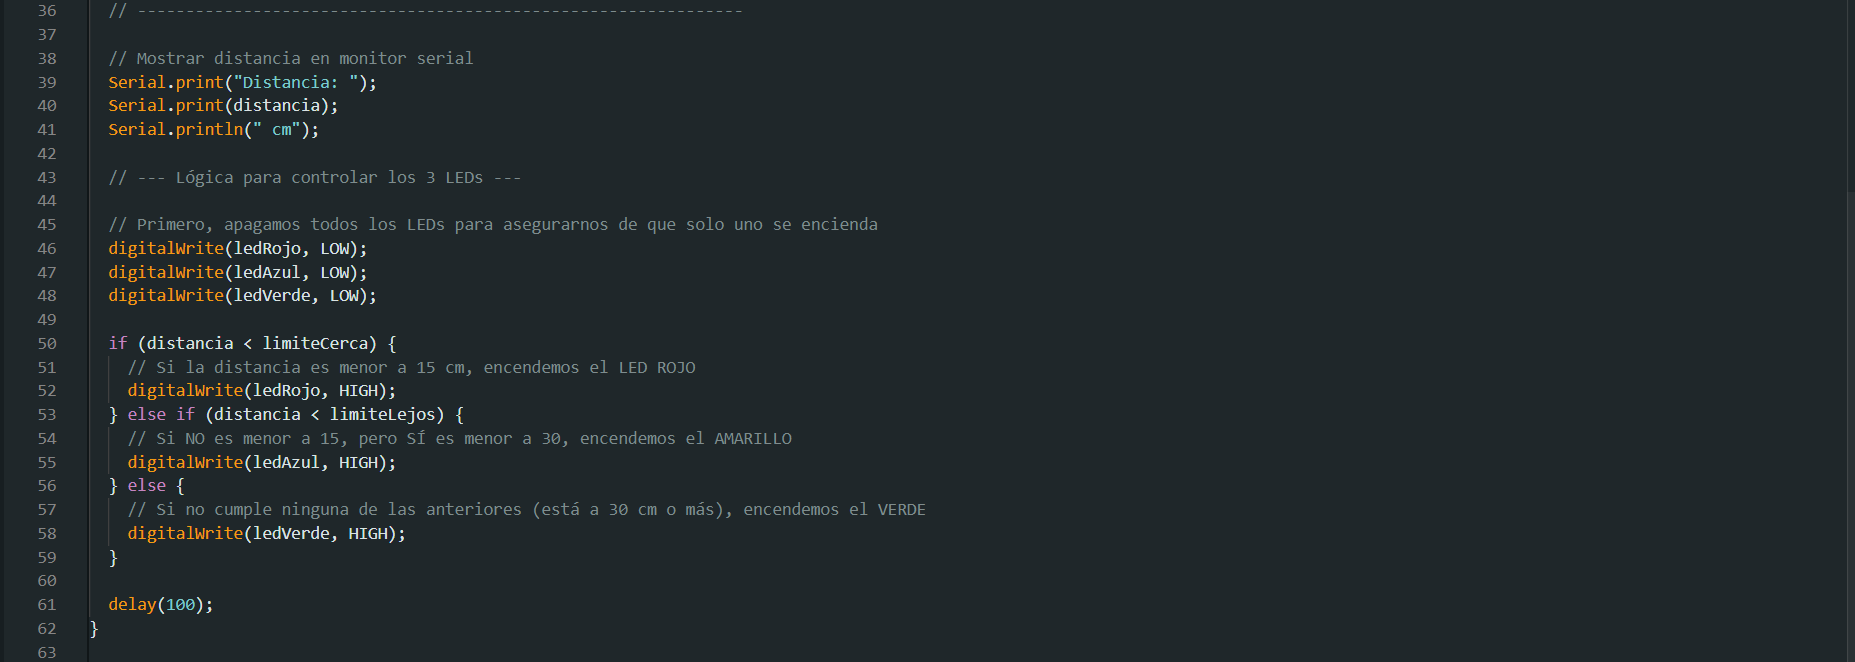 36 // ---------------------------------------------------------------
37
38 // Mostrar distancia en monitor serial
39 Serial.print("Distancia: ");
40 Serial.print(distancia);
41 Serial.println(" cm");
42
43 // --- Lógica para controlar los 3 LEDs ---
44
45 // Primero, apagamos todos los LEDs para asegurarnos de que solo uno se encienda
46 digitalWrite(ledRojo, LOW);
47 digitalWrite(ledAzul, LOW);
48 digitalWrite(ledVerde, LOW);
49
50 if (distancia < limiteCerca) {
51 // Si la distancia es menor a 15 cm, encendemos el LED ROJO
52 digitalWrite(ledRojo, HIGH);
53 } else if (distancia < limiteLejos) {
54 // Si NO es menor a 15, pero SÍ es menor a 30, encendemos el AMARILLO
55 digitalWrite(ledAzul, HIGH);
56 } else {
57 // Si no cumple ninguna de las anteriores (está a 30 cm o más), encendemos el VERDE
58 digitalWrite(ledVerde, HIGH);
59 }
60
61 delay(100);
62 }
63